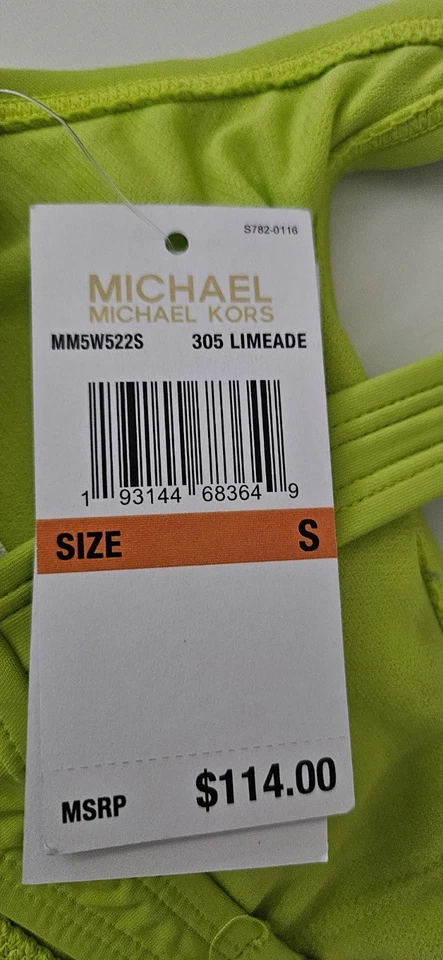 S782-0116
MICHAEL
MICHAEL KORS
MM5W522S 305 LIMEADE
1 93144 68364 9
SIZE S
MSRP $114.00